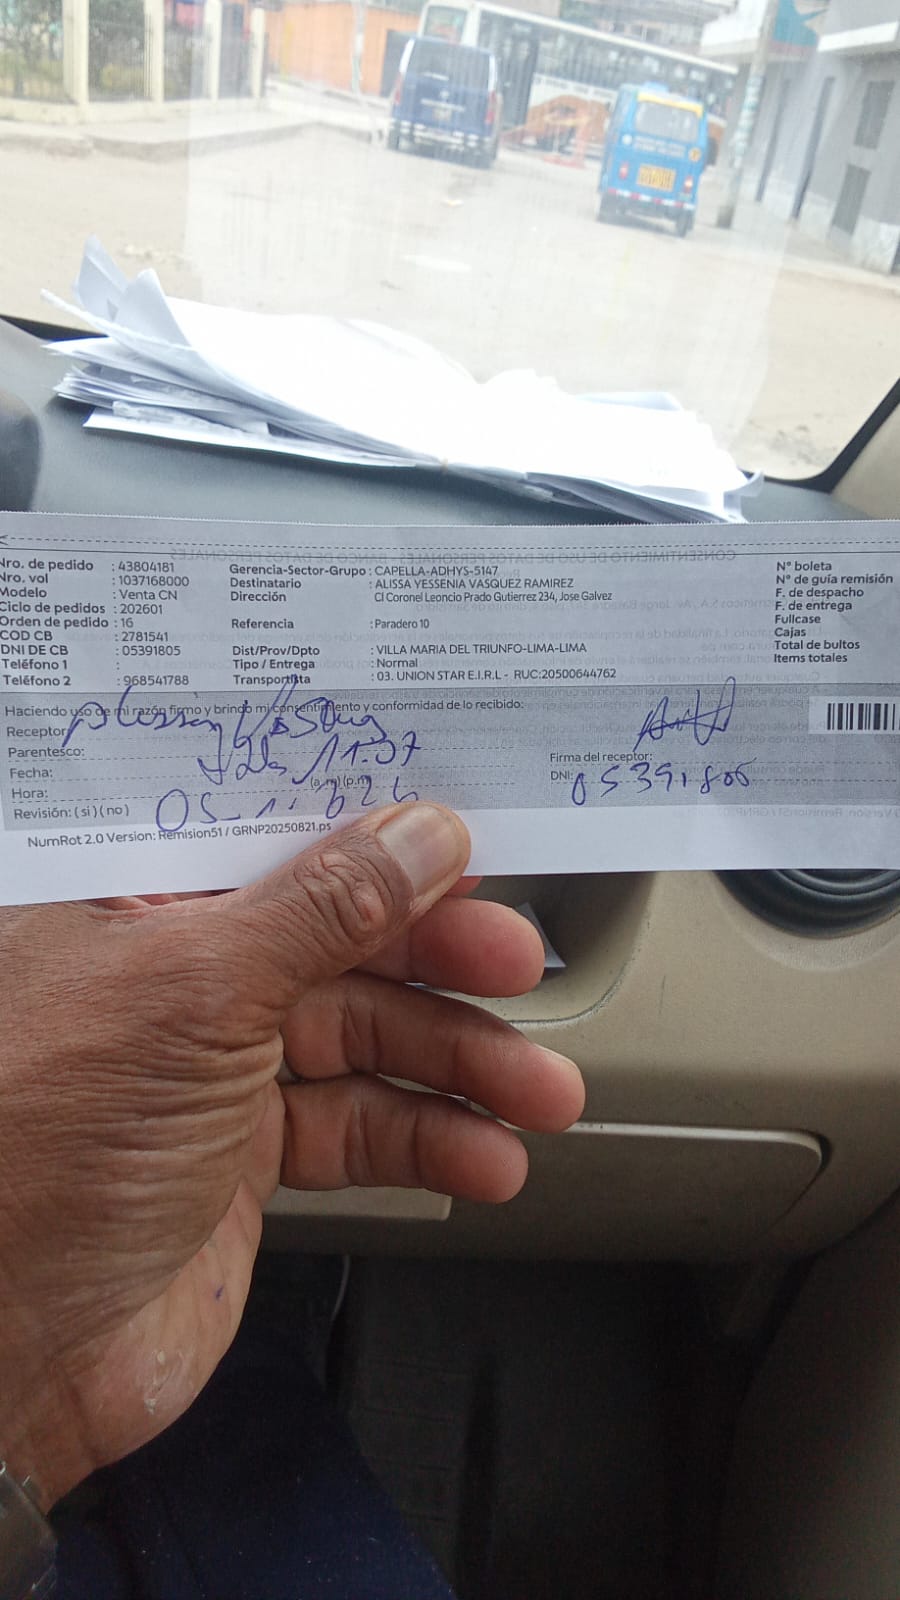 Nro. de pedido : 43804181
Nro. vol : 1037168000
Modelo : Venta CN
Ciclo de pedidos : 202601
Orden de pedido : 16
COD CB : 2781541
DNI DE CB : 05391805
Teléfono 1 :
Teléfono 2 : 968541788
Gerencia-Sector-Grupo : CAPELLA-ADHYS-5147
Destinatario : ALISSA YESSENIA VASQUEZ RAMIREZ
Dirección Cl Coronel Leoncio Prado Gutierrez 234, Jose Galvez
Referencia : Paradero 10
Dist/Prov/Dpto : VILLA MARIA DEL TRIUNFO-LIMA-LIMA
Tipo / Entrega : Normal
Transportista : 03. UNION STAR E.I.R.L - RUC:20500644762
N° boleta
N° de guía remisión
F. de despacho
F. de entrega
Fullcase
Cajas
Total de bultos
Items totales
Haciendo uso de mi razón firmo y brindo mi consentimiento y conformidad de lo recibido:
Receptor:
Parentesco:
Fecha: 11:37
Hora: (a.m) (p.m)
Revisión: ( si ) ( no )
Firma del receptor:
DNI: 05391805
NumRot 2.0 Version: Remision51 / GRNP20250821.ps